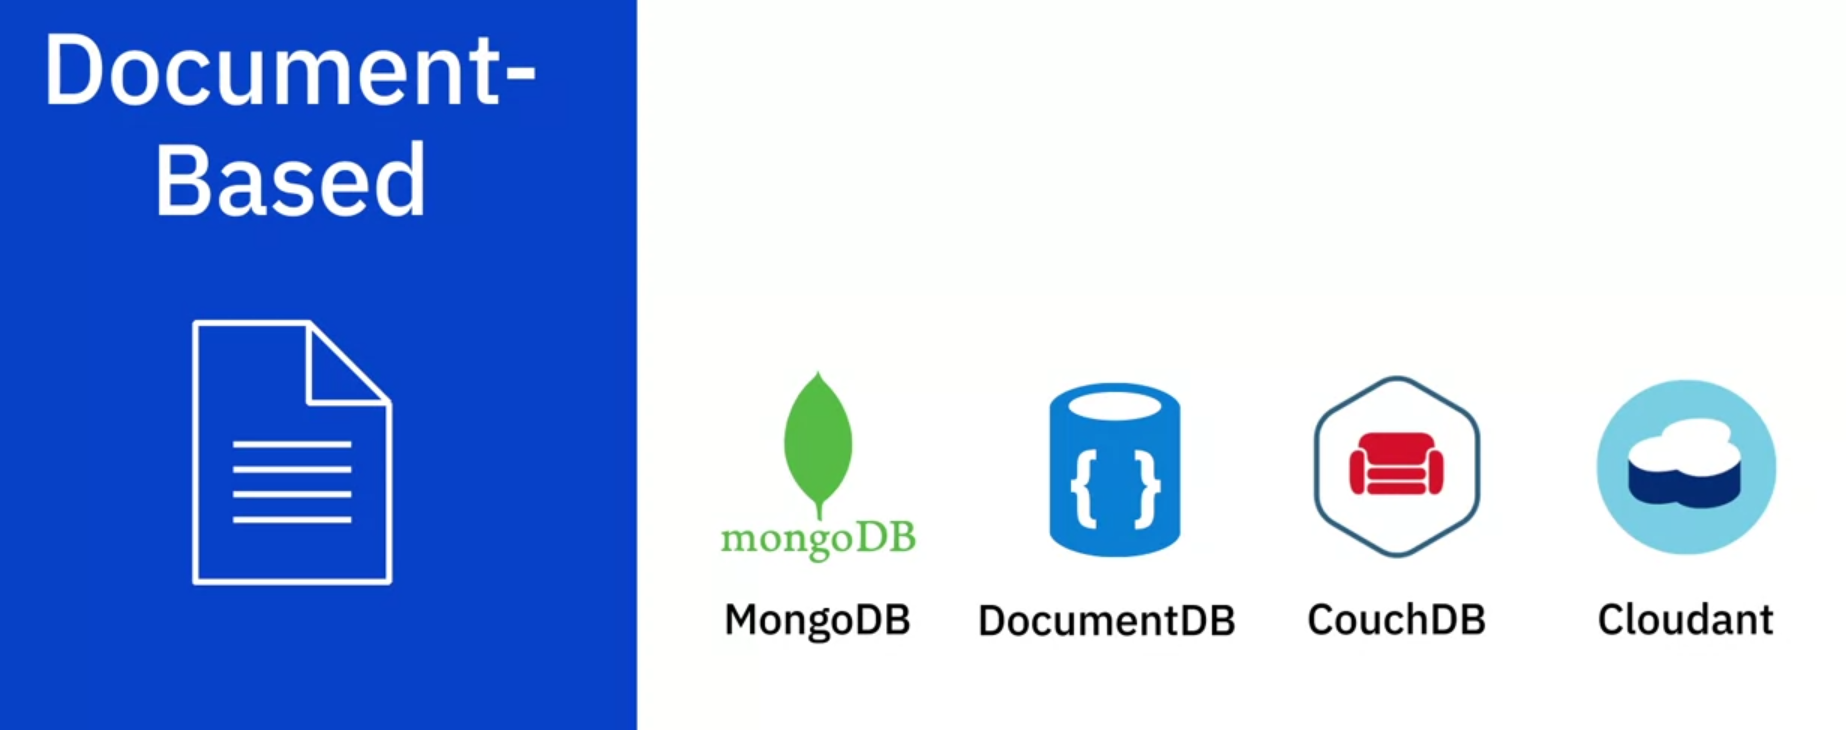 Document-
Based
mongoDB
{ }
MongoDB
DocumentDB
CouchDB
Cloudant